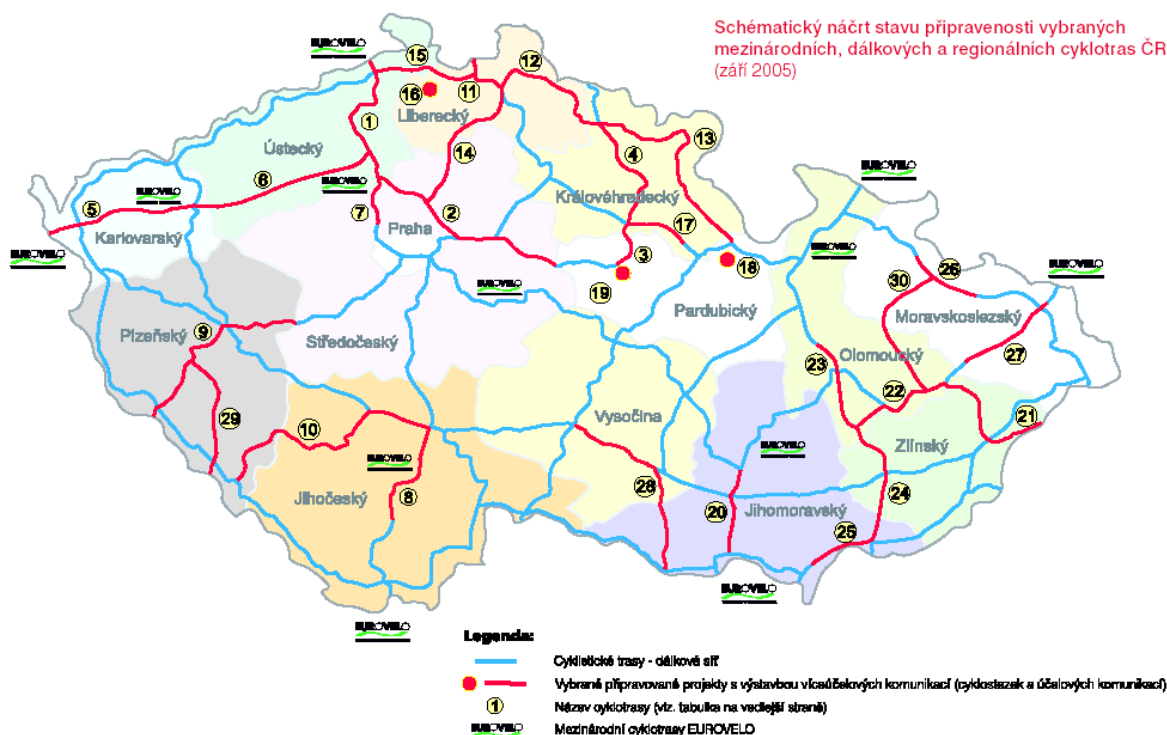 Schématický náčrt stavu připravenosti vybraných
mezinárodních, dálkových a regionálních cyklotras ČR
(září 2005)
EUROVELO
15
12
16
11
Liberecký
1
13
Ústecký
14
4
6
EUROVELO
EUROVELO
EUROVELO
Královéhradecký
5
7
2
17
Karlovarský
Praha
EUROVELO
3
18
EUROVELO
26
EUROVELO
30
EUROVELO
19
Pardubický
Moravskoslezský
9
Plzeňský
Středočeský
27
23
Olomoucký
22
29
10
Vysočina
21
EUROVELO
Zlínský
EUROVELO
Jihočeský
8
28
24
20
Jihomoravský
25
EUROVELO
EUROVELO
Legenda:
Cyklistické trasy - dálková síť
Vybrané připravované projekty s výstavbou víceúčelových komunikací (cyklostezek a účelových komunikací)
1
Název cyklotrasy (viz. tabulka na vedlejší straně)
EUROVELO
Mezinárodní cyklotrasy EUROVELO